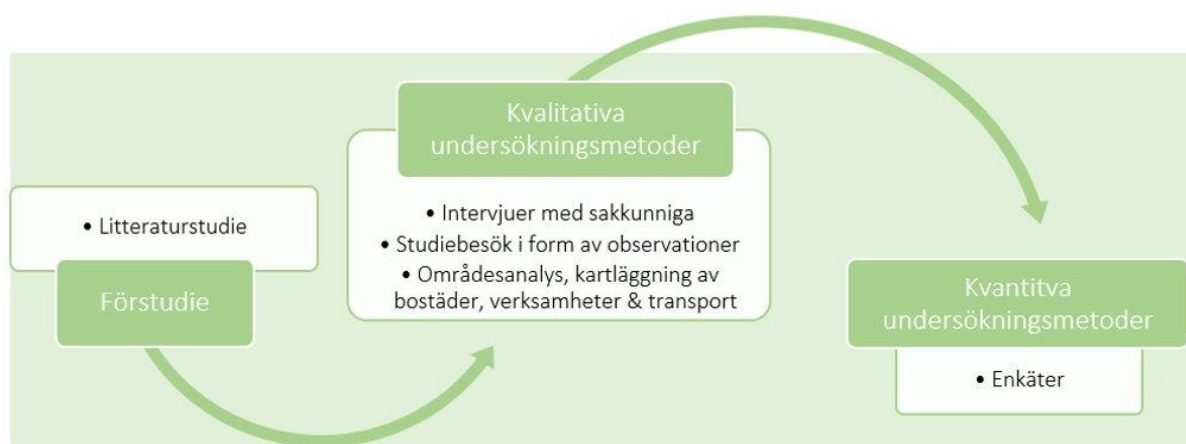 • Litteraturstudie
Förstudie
Kvalitativa
undersökningsmetoder
• Intervjuer med sakkunniga
• Studiebesök i form av observationer
• Områdesanalys, kartläggning av
bostäder, verksamheter & transport
Kvantitva
undersökningsmetoder
• Enkäter